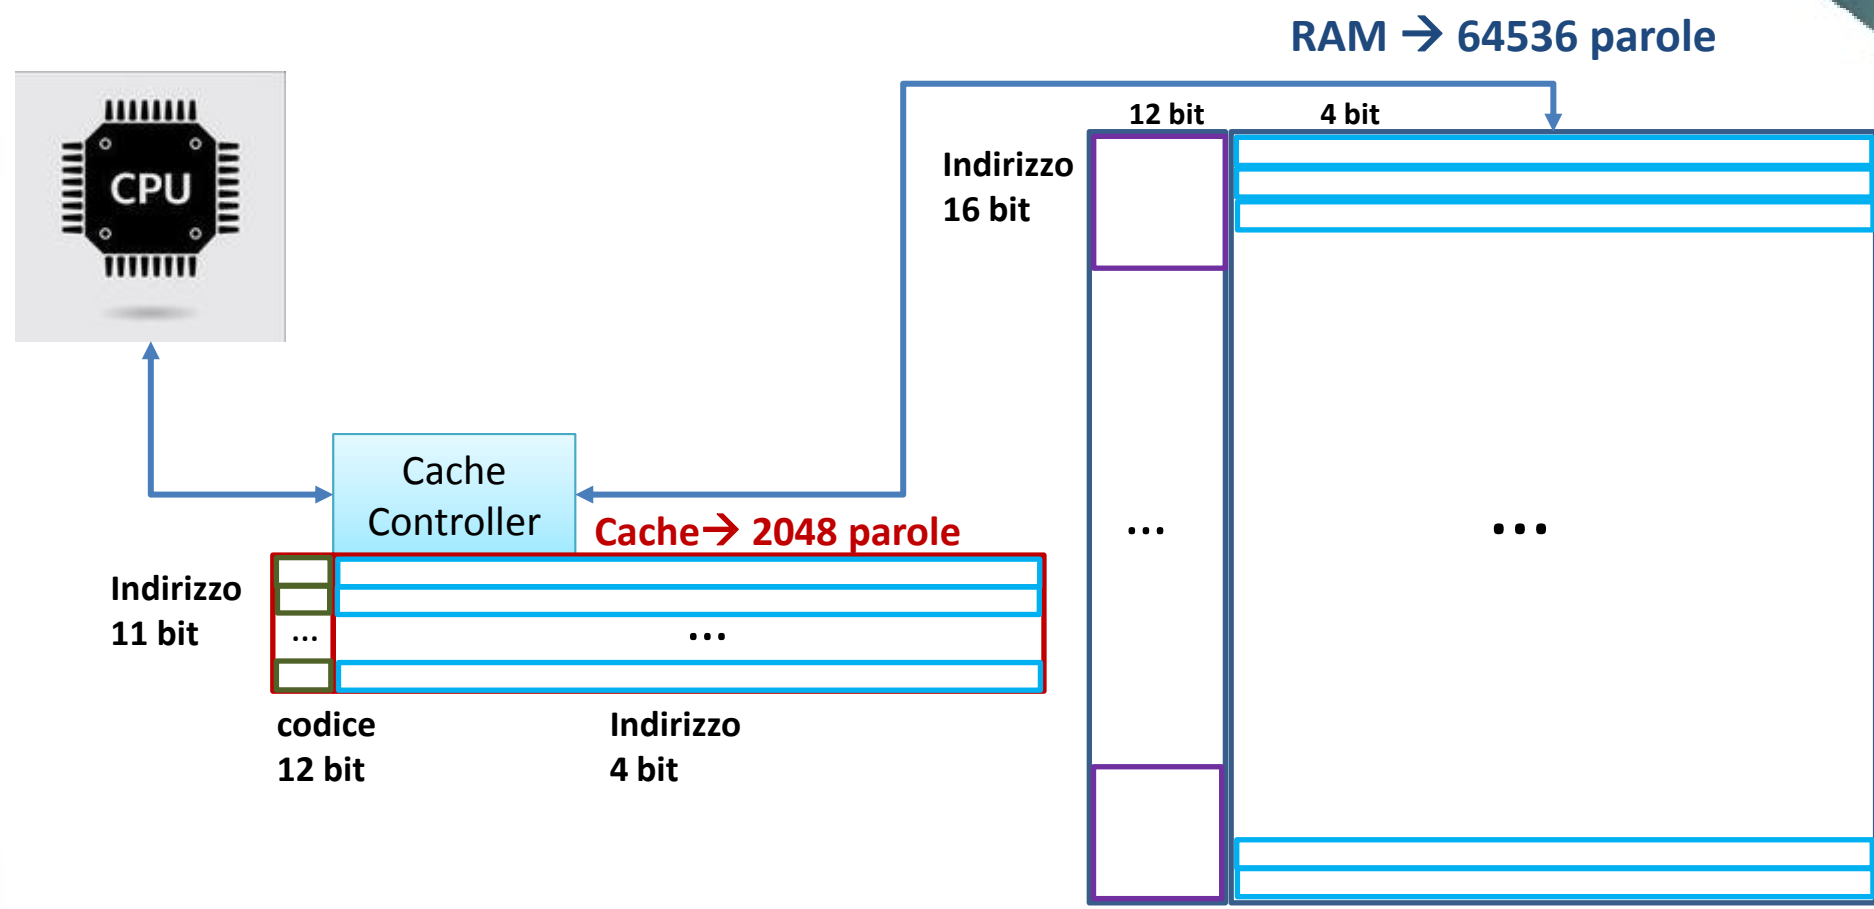 RAM → 64536 parole
12 bit 4 bit
Indirizzo
16 bit
CPU
Cache
Controller
Cache→ 2048 parole
Indirizzo
11 bit
...
...
...
...
codice
12 bit
Indirizzo
4 bit